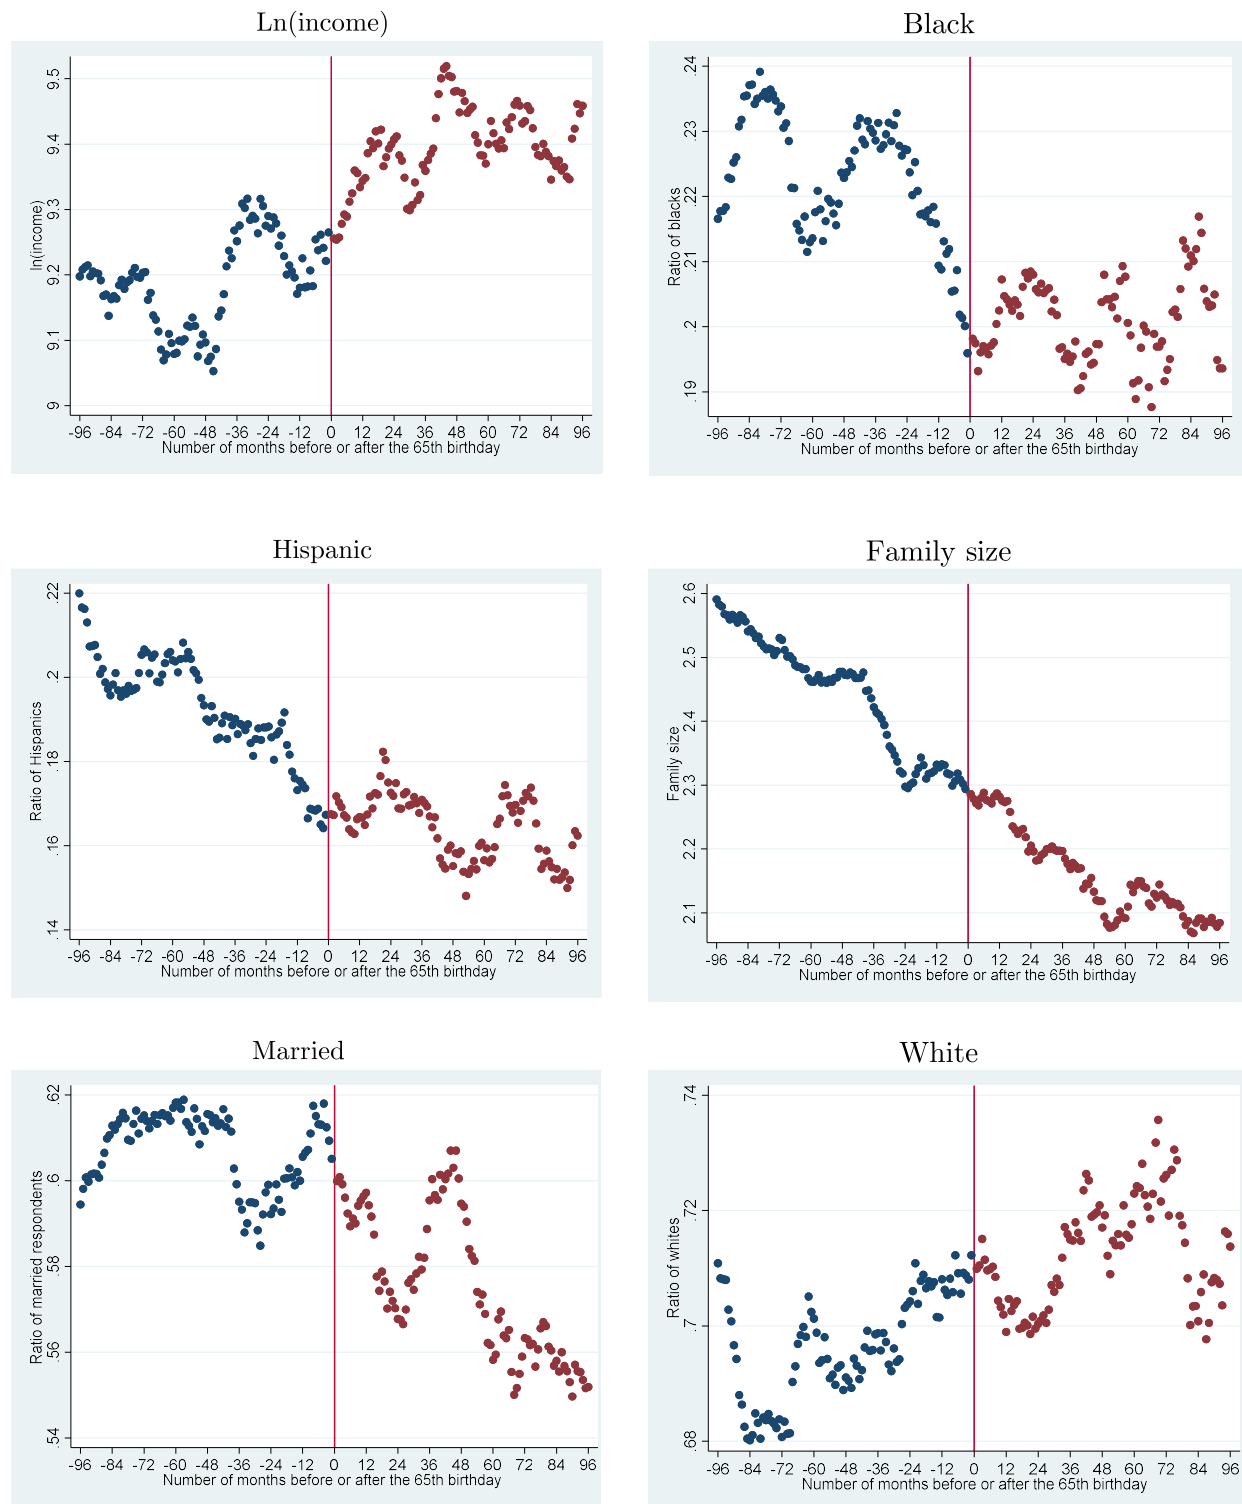 Ln(income)
Black
ln(income)
9.5
9.4
9.3
9.2
9.1
9
-96 -84 -72 -60 -48 -36 -24 -12 0 12 24 36 48 60 72 84 96
Number of months before or after the 65th birthday
Ratio of blacks
.24
.23
.22
.21
.2
.19
-96 -84 -72 -60 -48 -36 -24 -12 0 12 24 36 48 60 72 84 96
Number of months before or after the 65th birthday
Hispanic
Family size
Ratio of Hispanics
.22
.2
.18
.16
.14
-96 -84 -72 -60 -48 -36 -24 -12 0 12 24 36 48 60 72 84 96
Number of months before or after the 65th birthday
Family size
2.6
2.5
2.4
2.3
2.2
2.1
-96 -84 -72 -60 -48 -36 -24 -12 0 12 24 36 48 60 72 84 96
Number of months before or after the 65th birthday
Married
White
Ratio of married respondents
.62
.6
.58
.56
.54
-96 -84 -72 -60 -48 -36 -24 -12 0 12 24 36 48 60 72 84 96
Number of months before or after the 65th birthday
Ratio of whites
.74
.72
.7
.68
-96 -84 -72 -60 -48 -36 -24 -12 0 12 24 36 48 60 72 84 96
Number of months before or after the 65th birthday